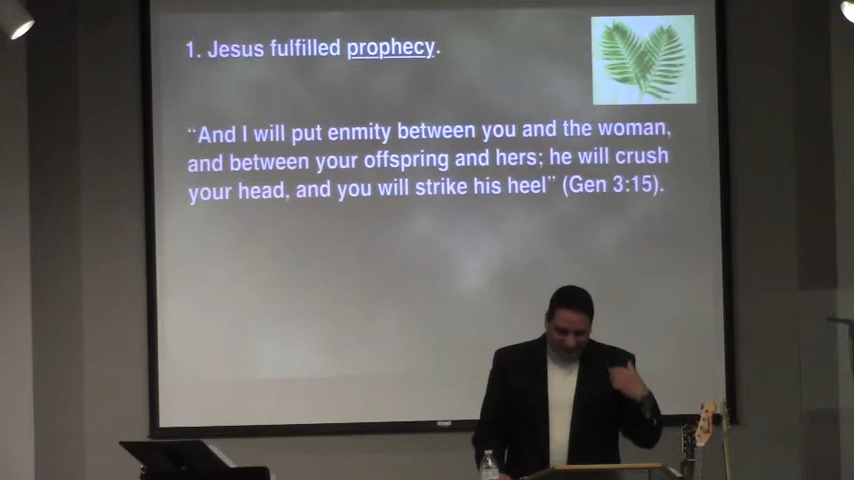 1. Jesus fulfilled prophecy.
"And I will put enmity between you and the woman,
and between your offspring and hers; he will crush
your head, and you will strike his heel" (Gen 3:15).